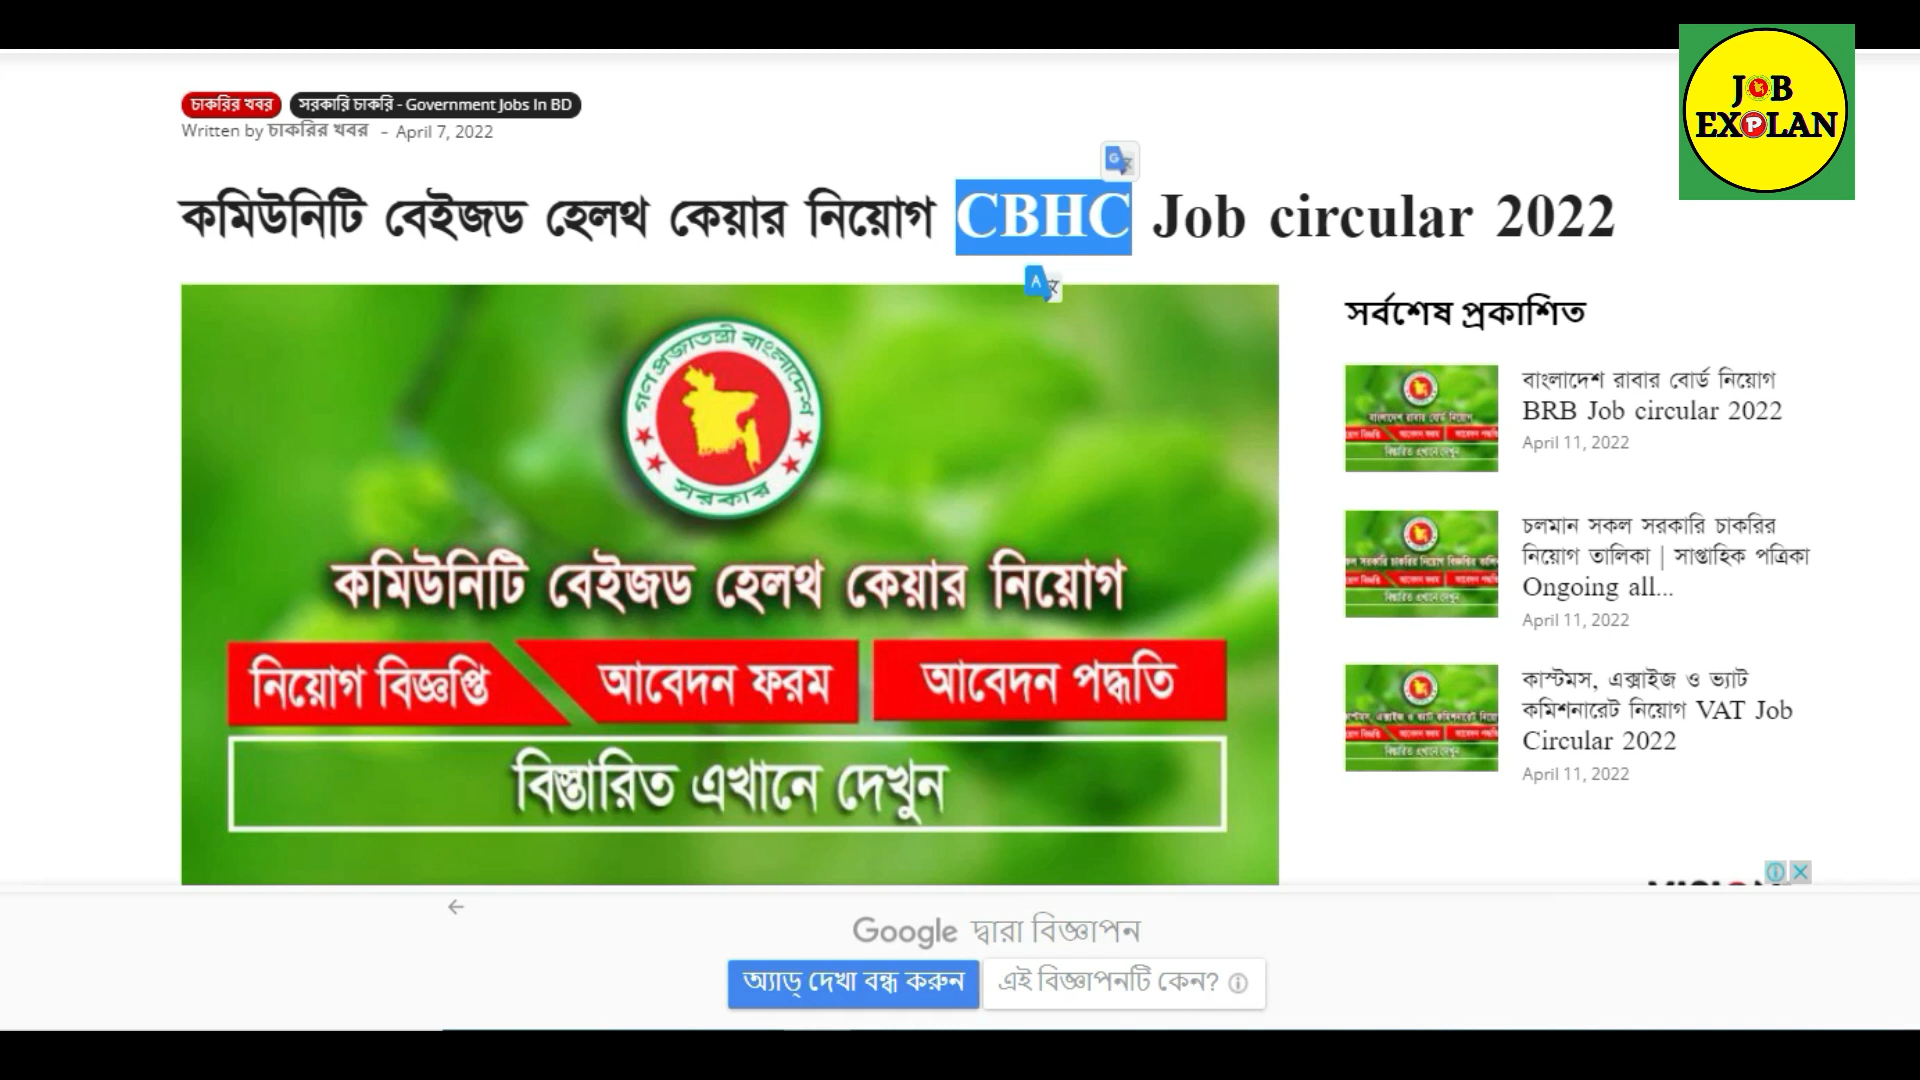 চাকরির খবর সরকারি চাকরি - Government Jobs In BD
Written by চাকরির খবর - April 7, 2022
JOB
EXPLAN
কমিউনিটি বেইজড হেলথ কেয়ার নিয়োগ CBHC Job circular 2022
গণপ্রজাতন্ত্রী বাংলাদেশ
সরকার
কমিউনিটি বেইজড হেলথ কেয়ার নিয়োগ
নিয়োগ বিজ্ঞপ্তি আবেদন ফরম আবেদন পদ্ধতি
বিস্তারিত এখানে দেখুন
সর্বশেষ প্রকাশিত
বাংলাদেশ রাবার বোর্ড নিয়োগ
বিস্তারিত এখানে দেখুন
বাংলাদেশ রাবার বোর্ড নিয়োগ
BRB Job circular 2022
April 11, 2022
চলমান সকল সরকারি চাকরির
নিয়োগ তালিকা | সাপ্তাহিক পত্রিকা
Ongoing all...
April 11, 2022
কাস্টমস, এক্সাইজ ও ভ্যাট
কমিশনারেট নিয়োগ VAT Job
Circular 2022
April 11, 2022
Google দ্বারা বিজ্ঞাপন
অ্যাড্ দেখা বন্ধ করুন এই বিজ্ঞাপনটি কেন?